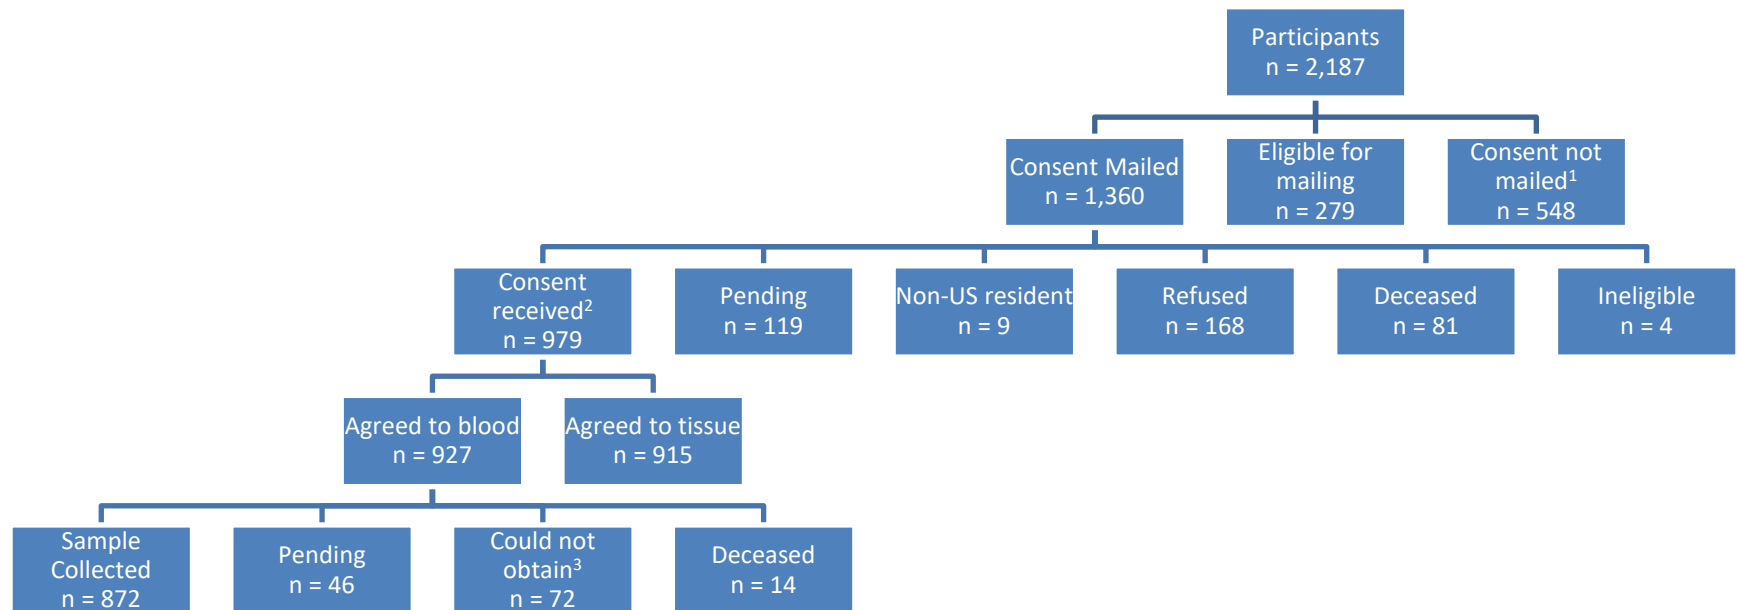 Participants
n = 2,187
Consent Mailed
n = 1,360
Eligible for
mailing
n = 279
Consent not
mailed¹
n = 548
Consent
received²
n = 979
Pending
n = 119
Non-US resident
n = 9
Refused
n = 168
Deceased
n = 81
Ineligible
n = 4
Agreed to blood
n = 927
Agreed to tissue
n = 915
Sample
Collected
n = 872
Pending
n = 46
Could not
obtain³
n = 72
Deceased
n = 14